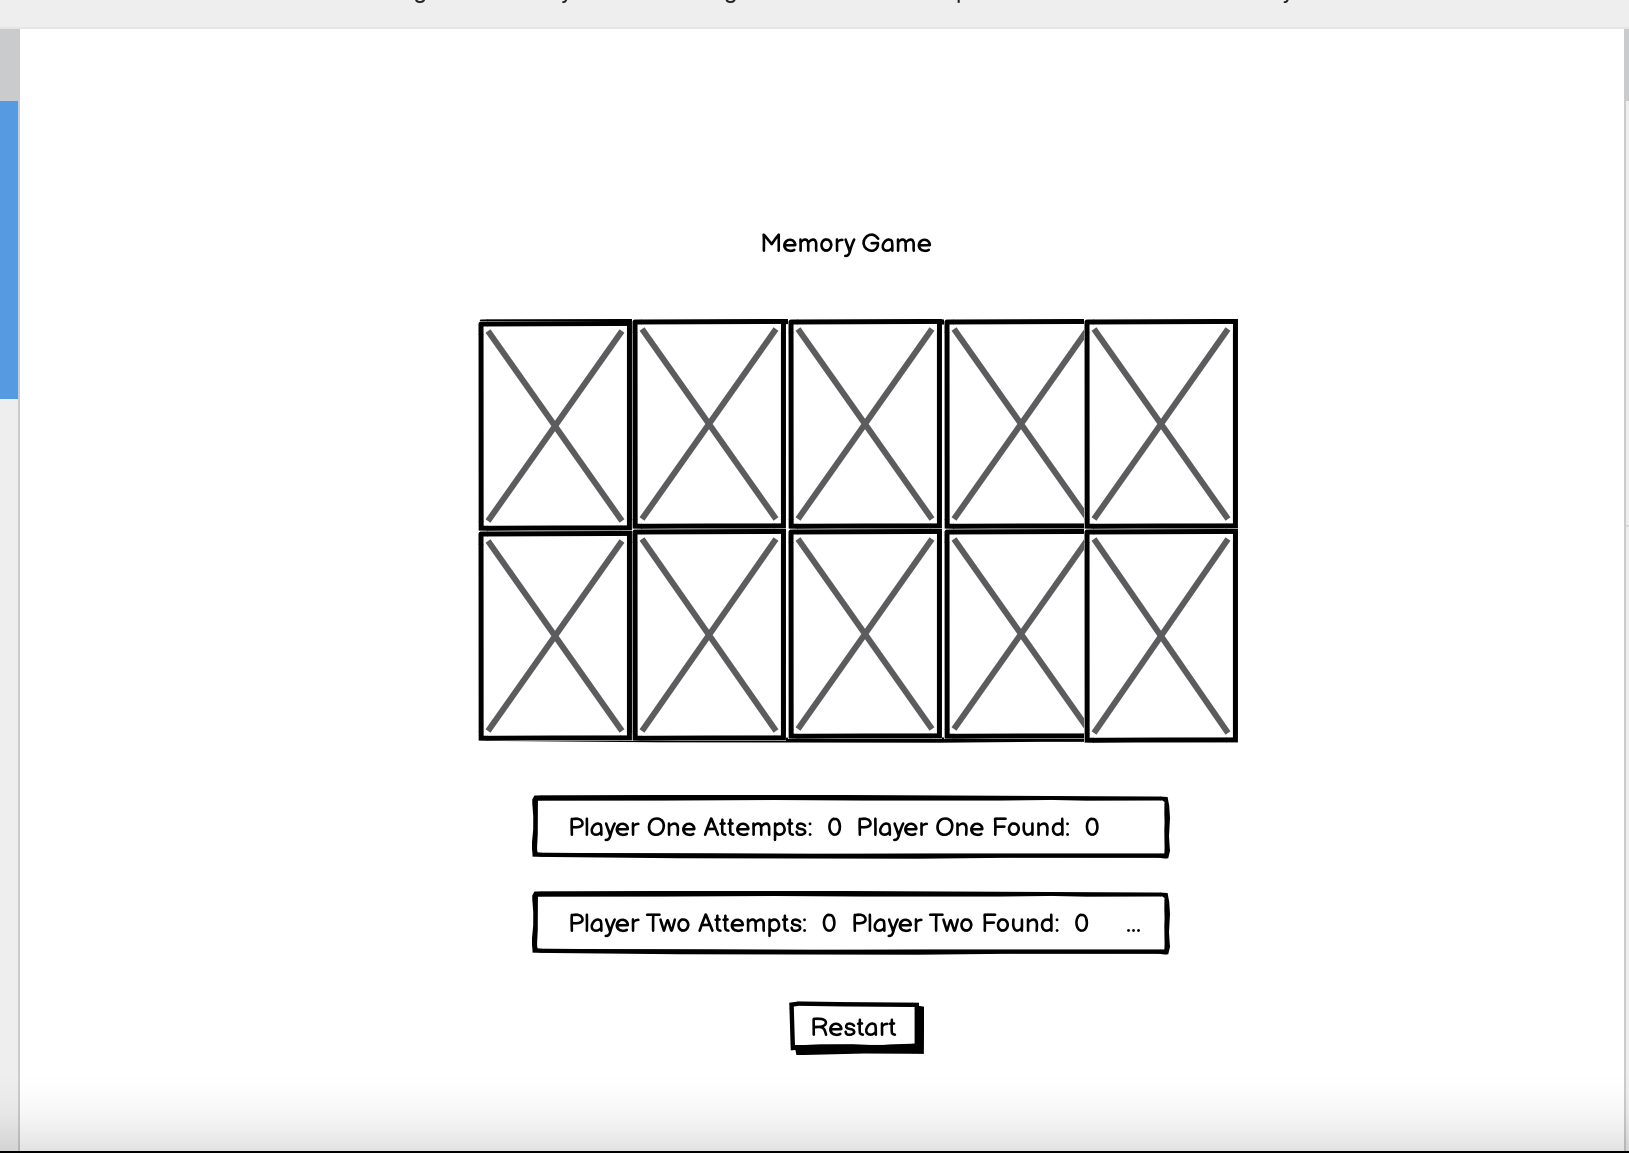 Memory Game
Player One Attempts: 0 Player One Found: 0
Player Two Attempts: 0 Player Two Found: 0 ...
Restart